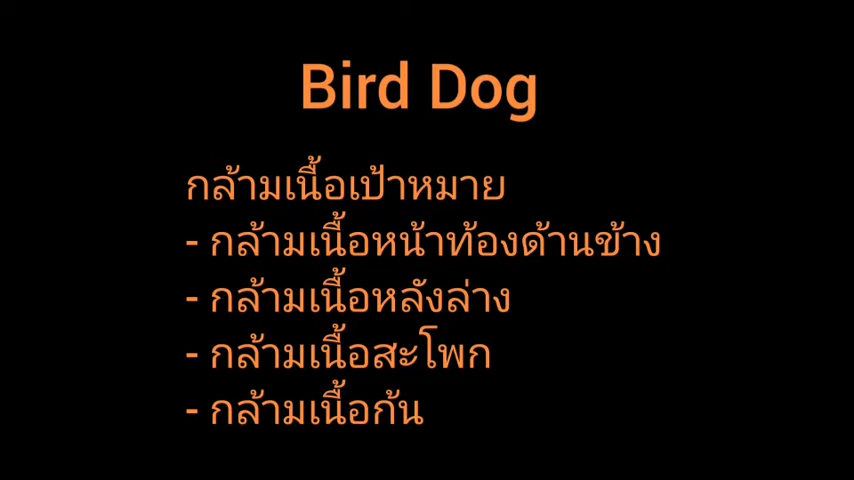 Bird Dog
กล้ามเนื้อเป้าหมาย
- กล้ามเนื้อหน้าท้องด้านข้าง
- กล้ามเนื้อหลังล่าง
- กล้ามเนื้อสะโพก
- กล้ามเนื้อก้น